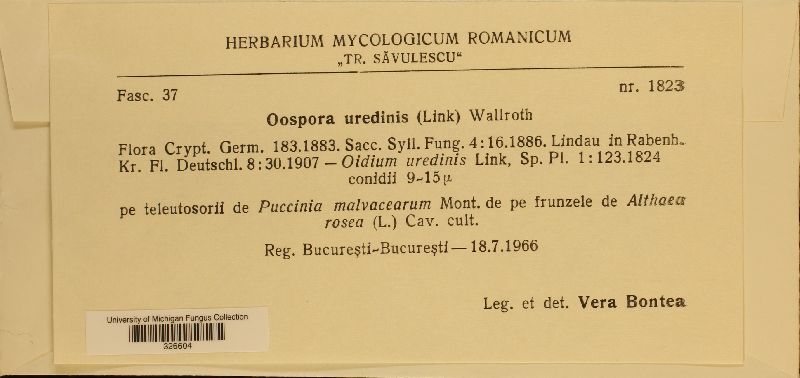 HERBARIUM MYCOLOGICUM ROMANICUM
„TR. SĂVULESCU“
Fasc. 37
nr. 1823
Oospora uredinis (Link) Wallroth
Flora Crypt. Germ. 183.1883. Sacc. Syll. Fung. 4:16.1886. Lindau in Rabenh.
Kr. Fl. Deutschl. 8:30.1907 — Oidium uredinis Link, Sp. Pl. 1:123.1824
conidii 9-15 µ
pe teleutosorii de Puccinia malvacearum Mont. de pe frunzele de Althaea
rosea (L.) Cav. cult.
Reg. București-București — 18.7.1966
Leg. et det. Vera Bontea
University of Michigan Fungus Collection
326604